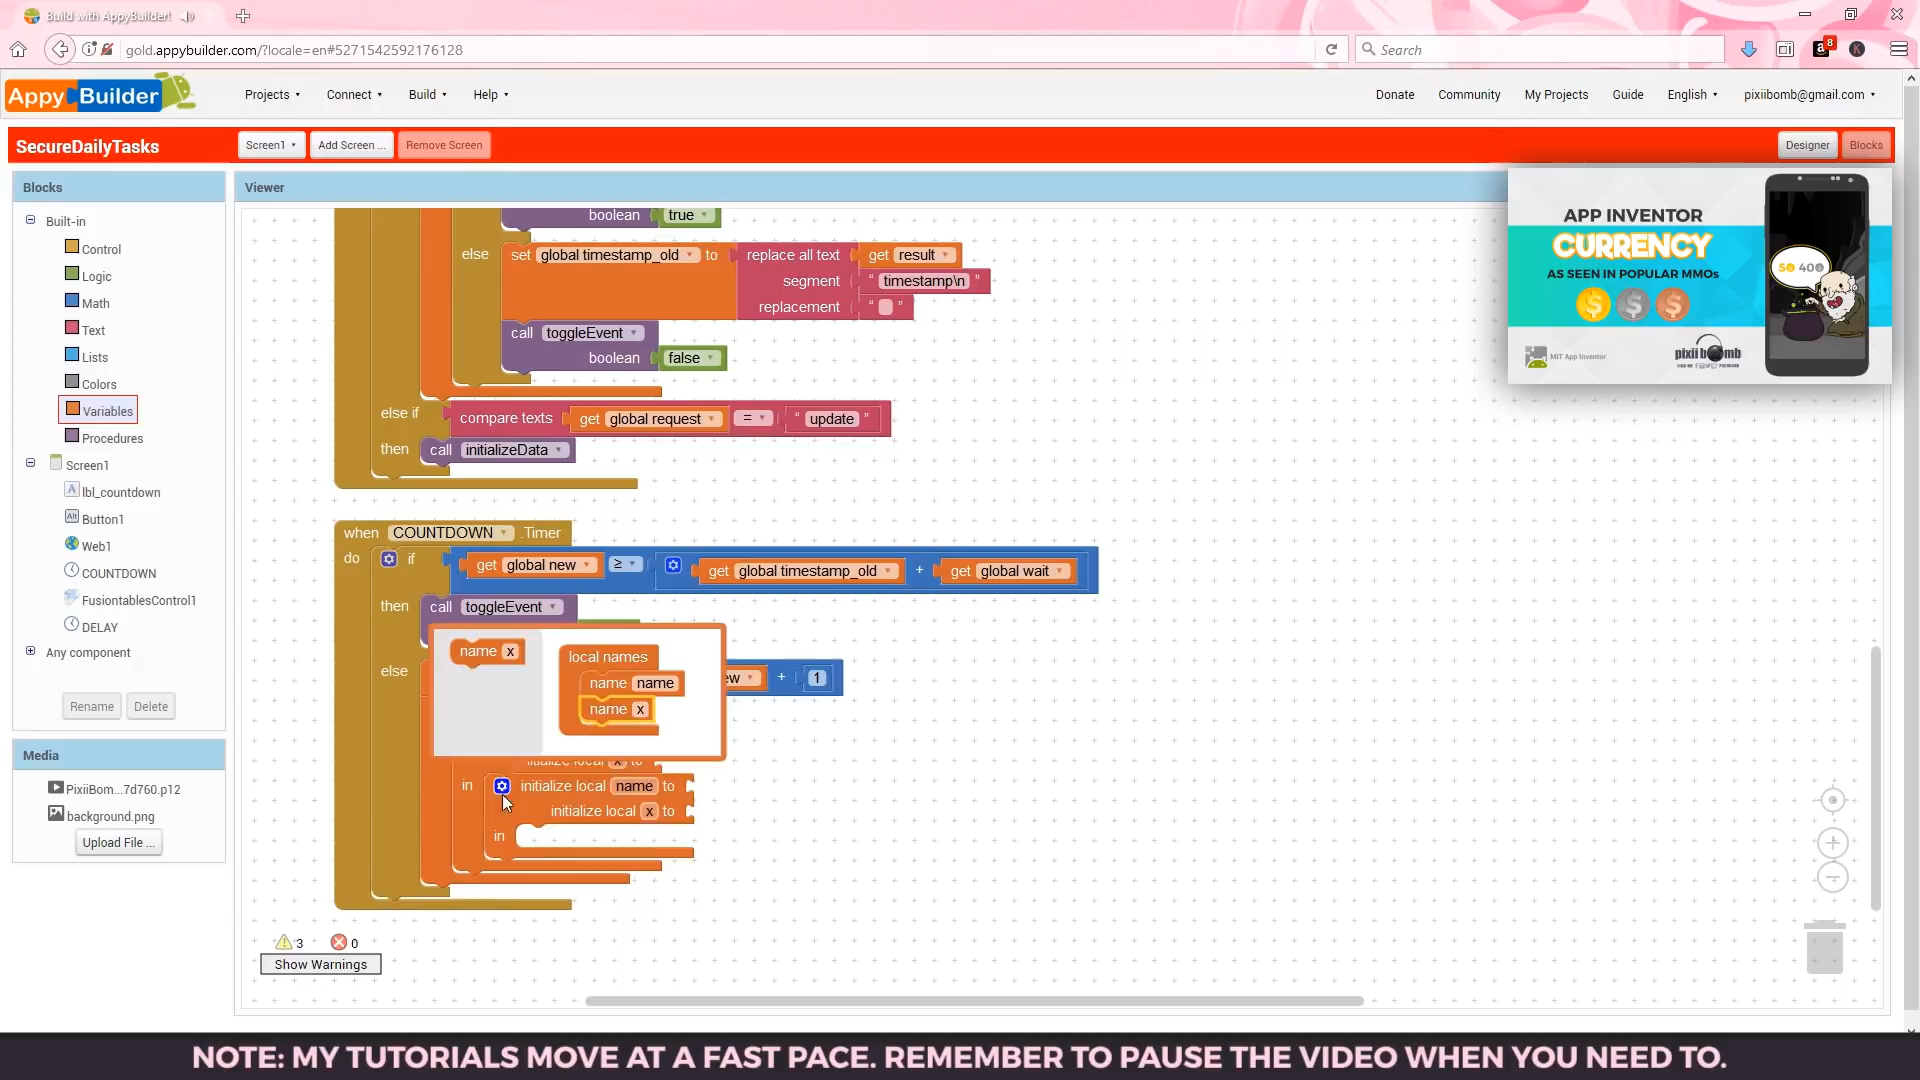 Build with AppyBuilder!
gold.appybuilder.com/?locale=en#5271542592176128
Search
8
K
Appy Builder
Projects
Connect
Build
Help
Donate
Community
My Projects
Guide
English
pixiibomb@gmail.com
SecureDailyTasks
Screen1
Add Screen ...
Remove Screen
Designer
Blocks
Blocks
Viewer
Built-in
Control
Logic
Math
Text
Lists
Colors
Variables
Procedures
Screen1
A lbl_countdown
Alt Button1
Web1
COUNTDOWN
FusiontablesControl1
DELAY
Any component
Rename
Delete
Media
PixiiBom...7d760.p12
background.png
Upload File ...
boolean true
else set global timestamp_old to replace all text get result
segment " timestamp\n "
replacement " "
call toggleEvent
boolean false
else if compare texts get global request = " update "
then call initializeData
when COUNTDOWN .Timer
do if get global new ≥ get global timestamp_old + get global wait
then call toggleEvent
name x
local names
name name
name x
else
ew + 1
x to
in initialize local name to
initialize local x to
in
3
0
Show Warnings
APP INVENTOR
CURRENCY
AS SEEN IN POPULAR MMOs
$ $ $
MIT App Inventor
pixii bomb
NOTE: MY TUTORIALS MOVE AT A FAST PACE. REMEMBER TO PAUSE THE VIDEO WHEN YOU NEED TO.